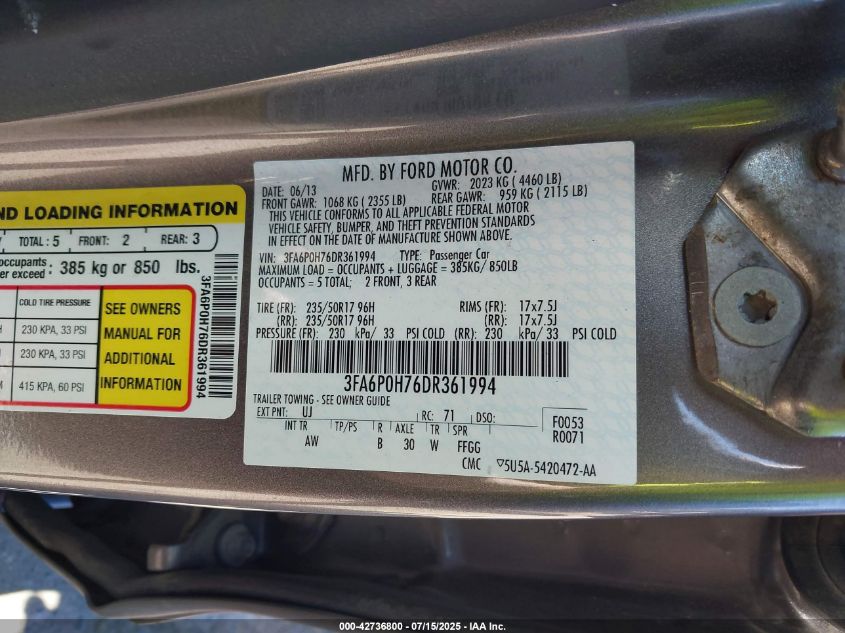 ND LOADING INFORMATION
TOTAL: 5 FRONT: 2 REAR: 3
occupants
er exceed : 385 kg or 850 lbs.
COLD TIRE PRESSURE
230 KPA, 33 PSI
230 KPA, 33 PSI
415 KPA, 60 PSI
SEE OWNERS
MANUAL FOR
ADDITIONAL
INFORMATION
3FA6P0H76DR361994
MFD. BY FORD MOTOR CO.
DATE: 06/13 GVWR: 2023 KG ( 4460 LB)
FRONT GAWR: 1068 KG ( 2355 LB) REAR GAWR: 959 KG ( 2115 LB)
THIS VEHICLE CONFORMS TO ALL APPLICABLE FEDERAL MOTOR
VEHICLE SAFETY, BUMPER, AND THEFT PREVENTION STANDARDS
IN EFFECT ON THE DATE OF MANUFACTURE SHOWN ABOVE.
VIN: 3FA6P0H76DR361994 TYPE: Passenger Car
MAXIMUM LOAD = OCCUPANTS + LUGGAGE = 385KG/ 850LB
OCCUPANTS = 5 TOTAL; 2 FRONT, 3 REAR
TIRE (FR): 235/50R17 96H RIMS (FR): 17x7.5J
(RR): 235/50R17 96H (RR): 17x7.5J
PRESSURE (FR): 230 kPa/ 33 PSI COLD (RR): 230 kPa/ 33 PSI COLD
3FA6P0H76DR361994
TRAILER TOWING - SEE OWNER GUIDE
EXT PNT: UJ RC: 71 DSO: F0053
INT TR TP/PS R AXLE TR SPR R0071
AW B 30 W FFGG
CMC ▽5U5A-5420472-AA
000-42736800 - 07/15/2025 - IAA Inc.